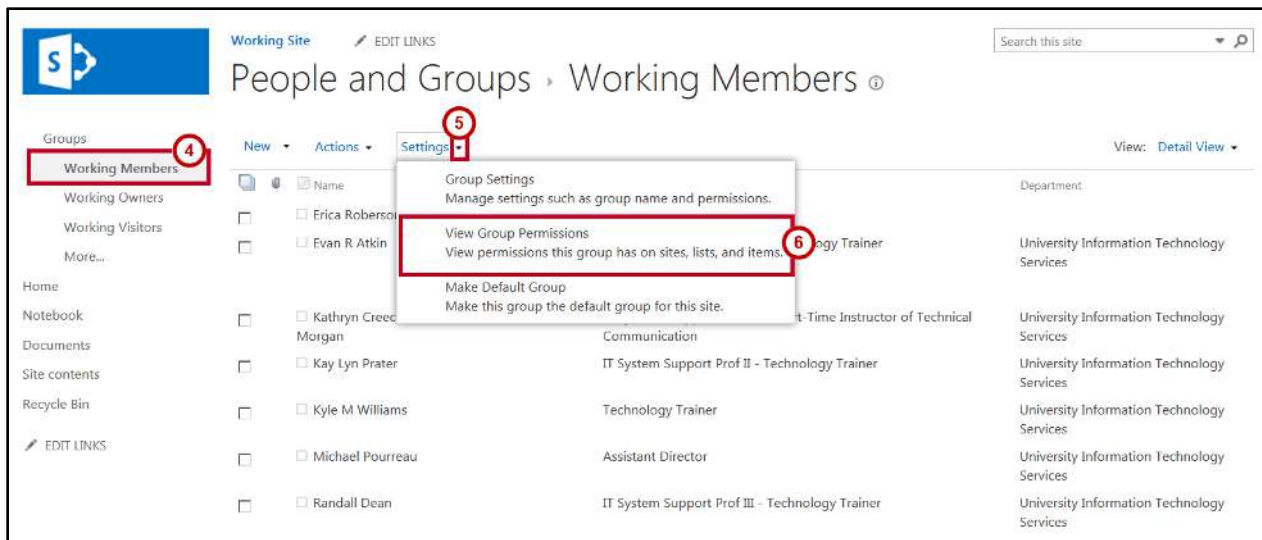 Working Site EDIT LINKS Search this site
People and Groups Working Members
Groups
4
Working Members
Working Owners
Working Visitors
More...
Home
Notebook
Documents
Site contents
Recycle Bin
EDIT LINKS
5
New Actions Settings View: Detail View
Name Department
Group Settings
Manage settings such as group name and permissions.
View Group Permissions
View permissions this group has on sites, lists, and items.
6
Make Default Group
Make this group the default group for this site.
Erica
Evan R Atkin Trainer University Information Technology
Services
Kathryn -Time Instructor of Technical University Information Technology
Morgan Communication Services
Kay Lyn Prater IT System Support Prof II - Technology Trainer University Information Technology
Services
Kyle M Williams Technology Trainer University Information Technology
Services
Michael Pourreau Assistant Director University Information Technology
Services
Randall Dean IT System Support Prof III - Technology Trainer University Information Technology
Services